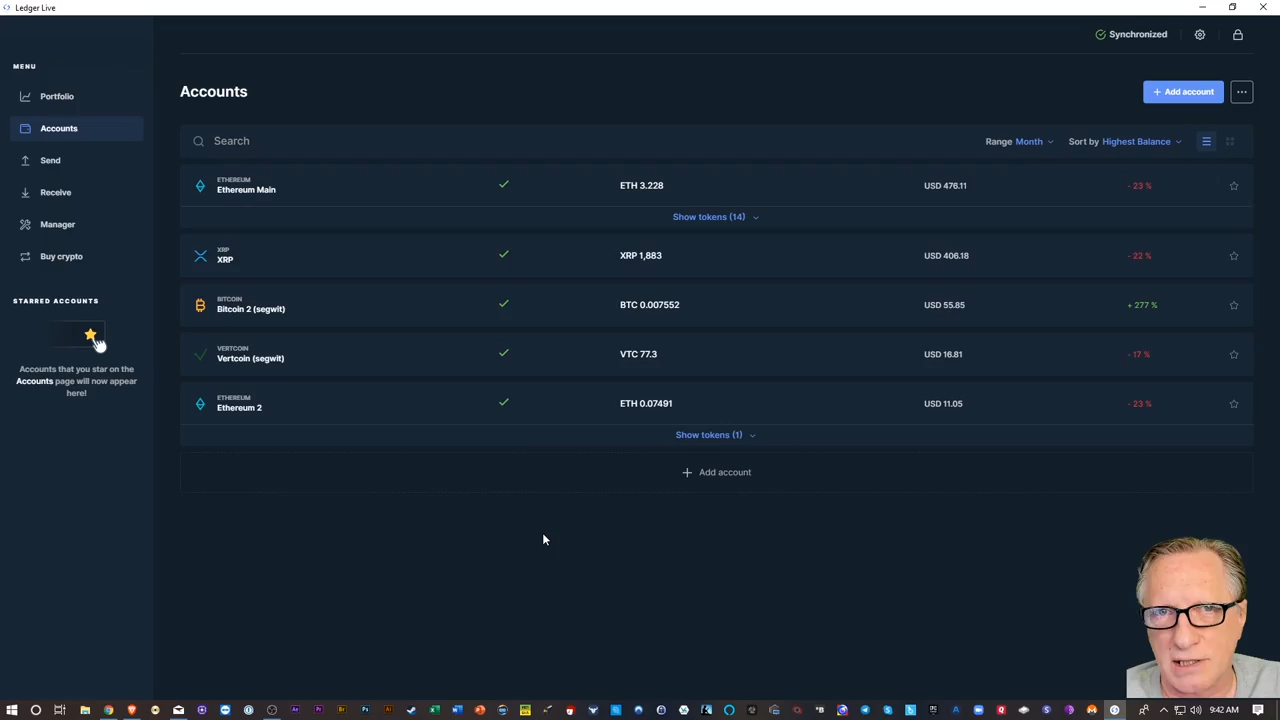 Ledger Live
Synchronized
MENU
Portfolio
Accounts
Send
Receive
Manager
Buy crypto
STARRED ACCOUNTS
Accounts that you star on the
Accounts page will now appear
here!
Accounts
+ Add account
Search
Range Month
Sort by Highest Balance
ETHEREUM
Ethereum Main
ETH 3.228
USD 476.11
- 23 %
Show tokens (14)
XRP
XRP
XRP 1,883
USD 406.18
- 22 %
BITCOIN
Bitcoin 2 (segwit)
BTC 0.007552
USD 55.85
+ 277 %
VERTCOIN
Vertcoin (segwit)
VTC 77.3
USD 16.81
- 17 %
ETHEREUM
Ethereum 2
ETH 0.07491
USD 11.05
- 23 %
Show tokens (1)
+ Add account
9:42 AM